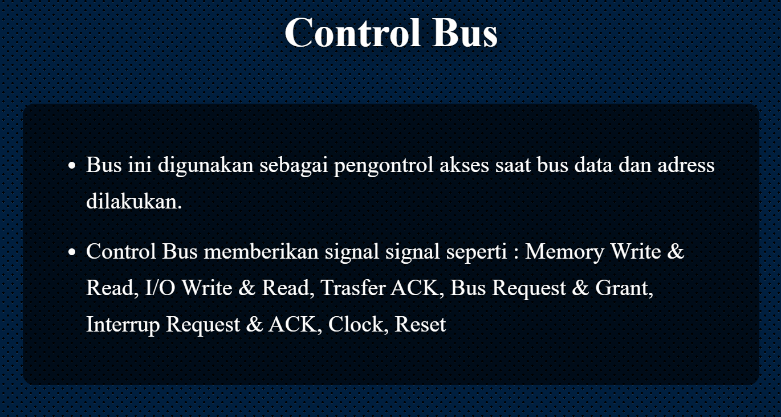 Control Bus
• Bus ini digunakan sebagai pengontrol akses saat bus data dan adress
dilakukan.
• Control Bus memberikan signal signal seperti : Memory Write &
Read, I/O Write & Read, Trasfer ACK, Bus Request & Grant,
Interrup Request & ACK, Clock, Reset